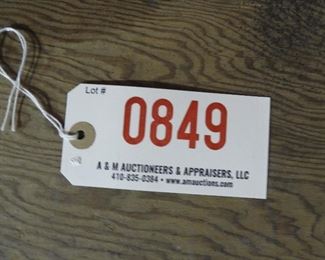 Lot #
0849
A & M AUCTIONEERS & APPRAISERS, LLC
410-835-0384 • www.amauctions.com